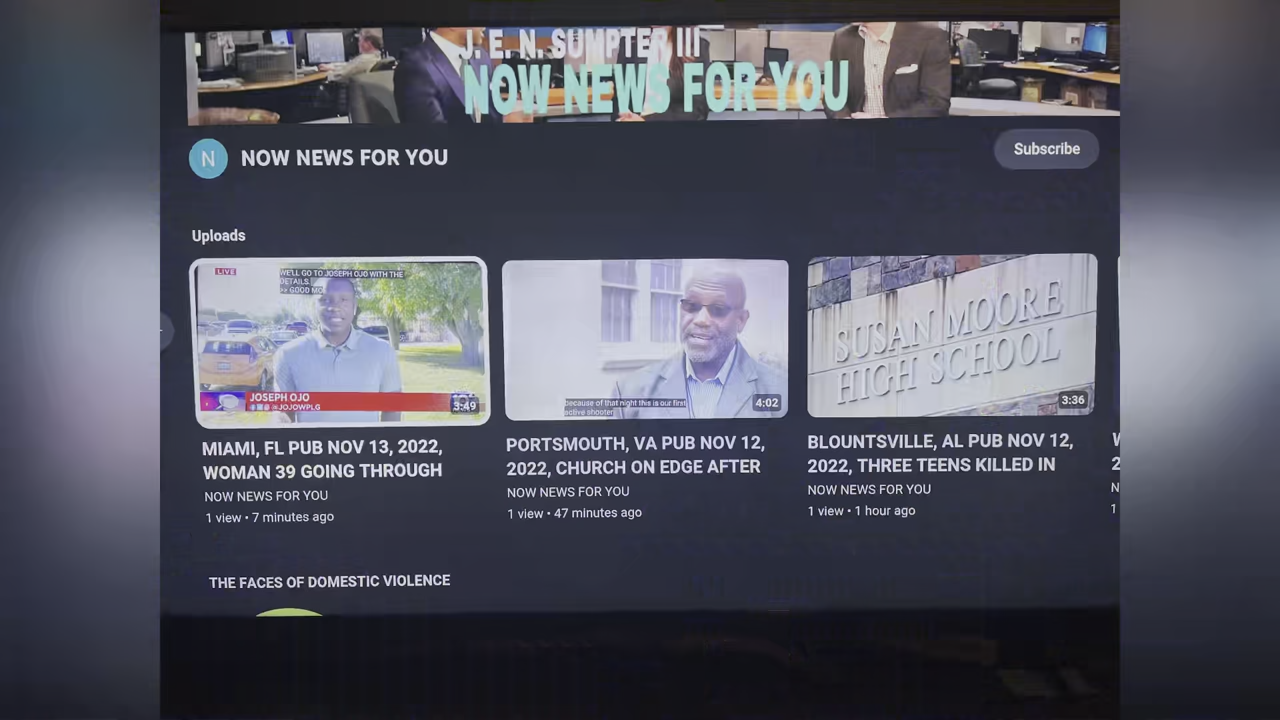 J. E. N. SUMPTER III
NOW NEWS FOR YOU
N
NOW NEWS FOR YOU
Subscribe
Uploads
LIVE
WE'LL GO TO JOSEPH OJO WITH THE
DETAILS.
>> GOOD MO
JOSEPH OJO
@JOJOWPLG
3:49
MIAMI, FL PUB NOV 13, 2022,
WOMAN 39 GOING THROUGH
NOW NEWS FOR YOU
1 view • 7 minutes ago
because of that night this is our first
active shooter
4:02
PORTSMOUTH, VA PUB NOV 12,
2022, CHURCH ON EDGE AFTER
NOW NEWS FOR YOU
1 view • 47 minutes ago
SUSAN MOORE
HIGH SCHOOL
3:36
BLOUNTSVILLE, AL PUB NOV 12,
2022, THREE TEENS KILLED IN
NOW NEWS FOR YOU
1 view • 1 hour ago
2
N
1
THE FACES OF DOMESTIC VIOLENCE